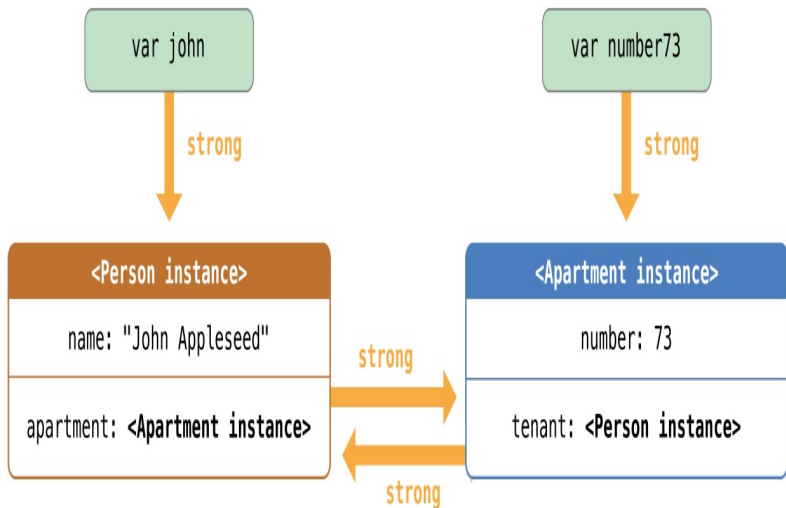 var john
var number73
strong
strong
<Person instance>
<Apartment instance>
name: "John Appleseed"
number: 73
strong
apartment: <Apartment instance>
tenant: <Person instance>
strong